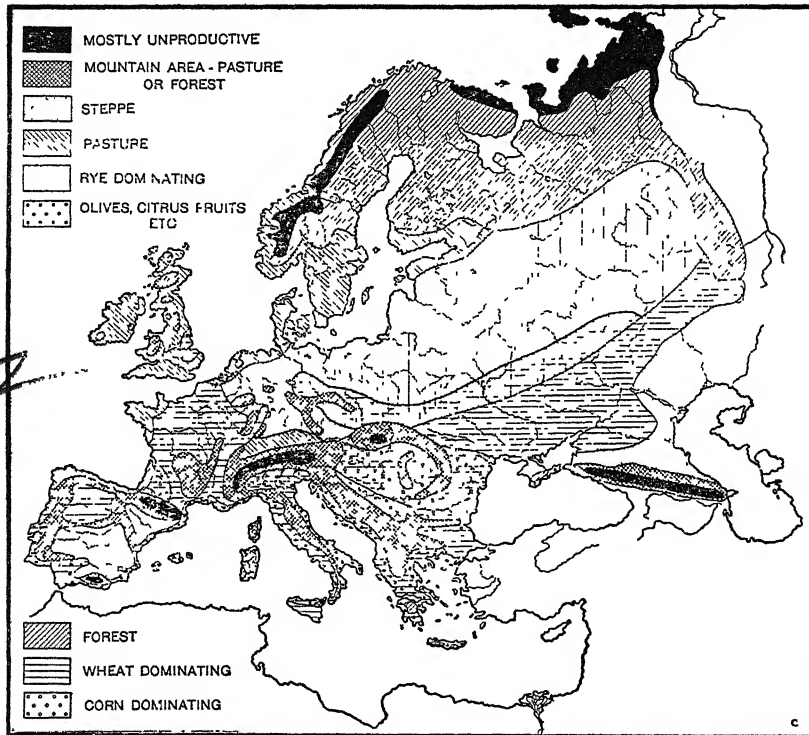 MOSTLY UNPRODUCTIVE
MOUNTAIN AREA - PASTURE
OR FOREST
STEPPE
PASTURE
RYE DOMINATING
OLIVES, CITRUS FRUITS
ETC
FOREST
WHEAT DOMINATING
CORN DOMINATING
c